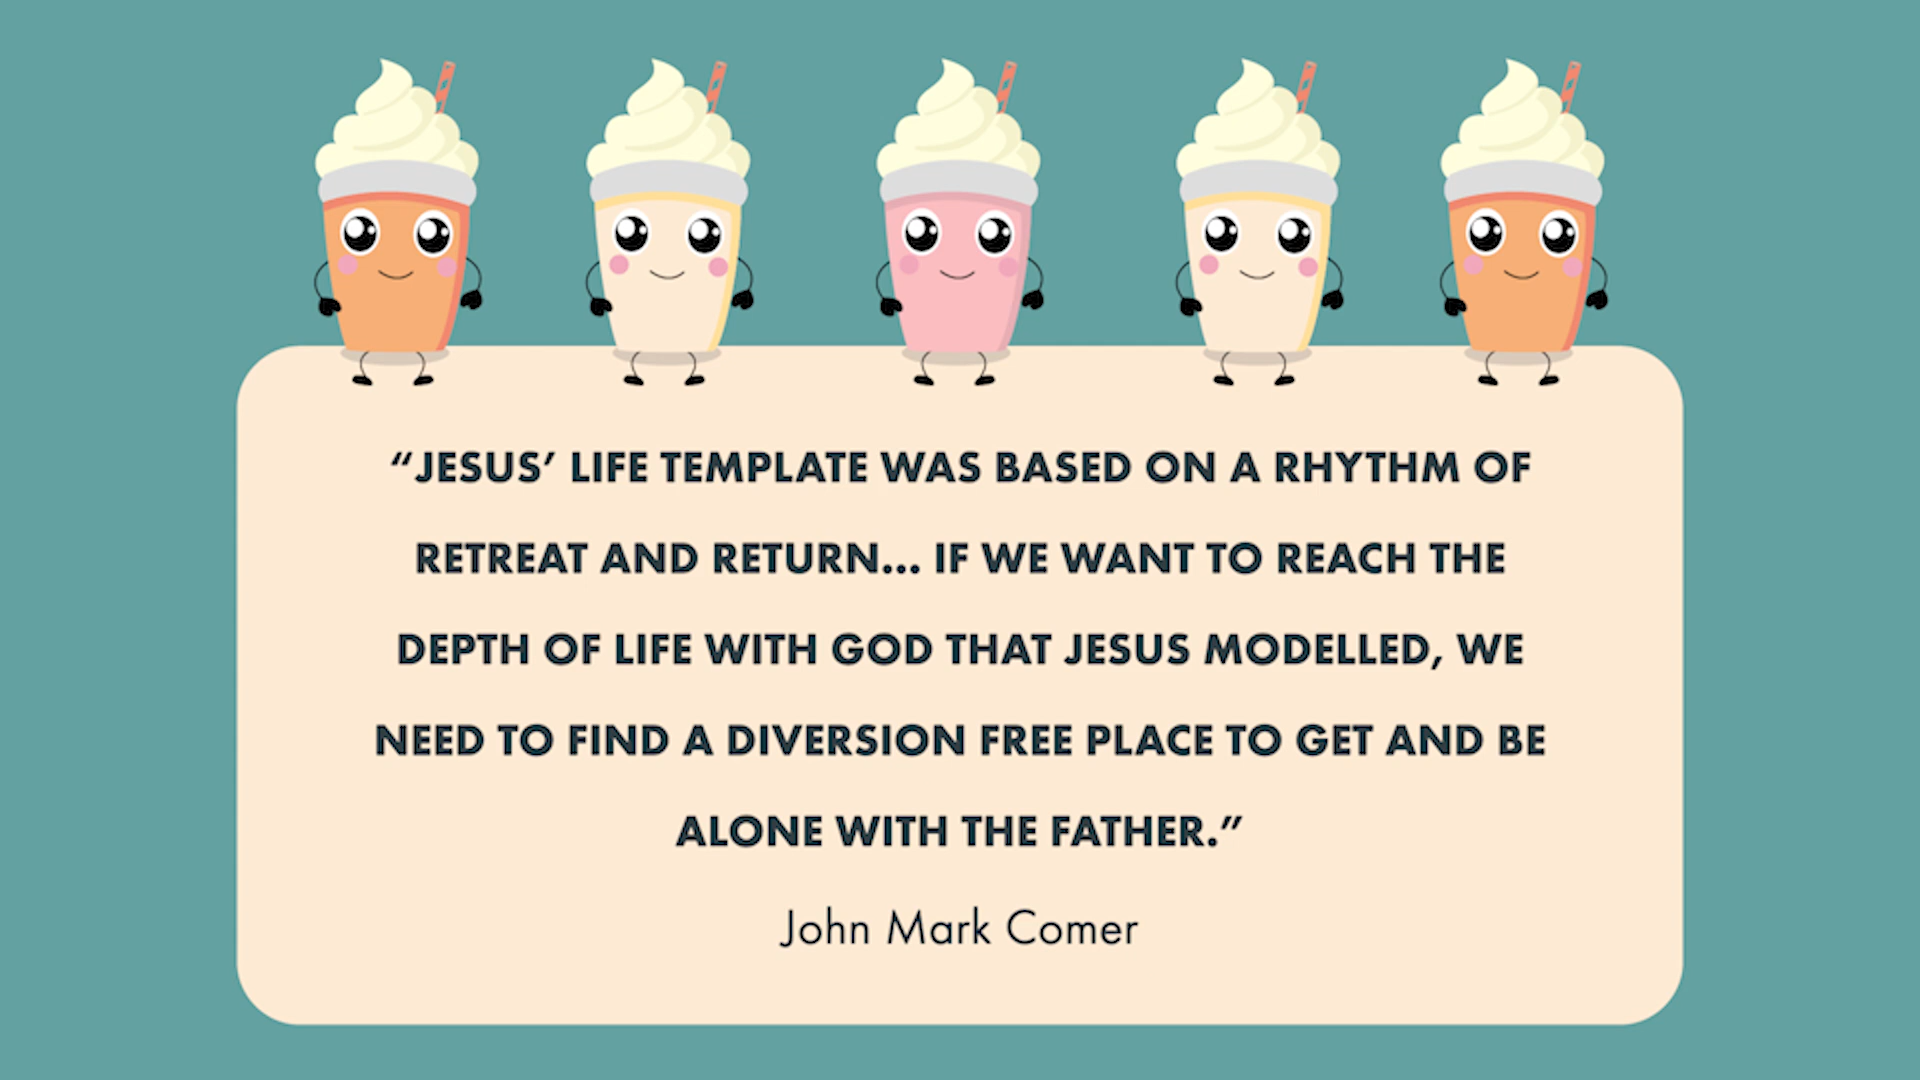 “JESUS’ LIFE TEMPLATE WAS BASED ON A RHYTHM OF
RETREAT AND RETURN... IF WE WANT TO REACH THE
DEPTH OF LIFE WITH GOD THAT JESUS MODELLED, WE
NEED TO FIND A DIVERSION FREE PLACE TO GET AND BE
ALONE WITH THE FATHER.”
John Mark Comer